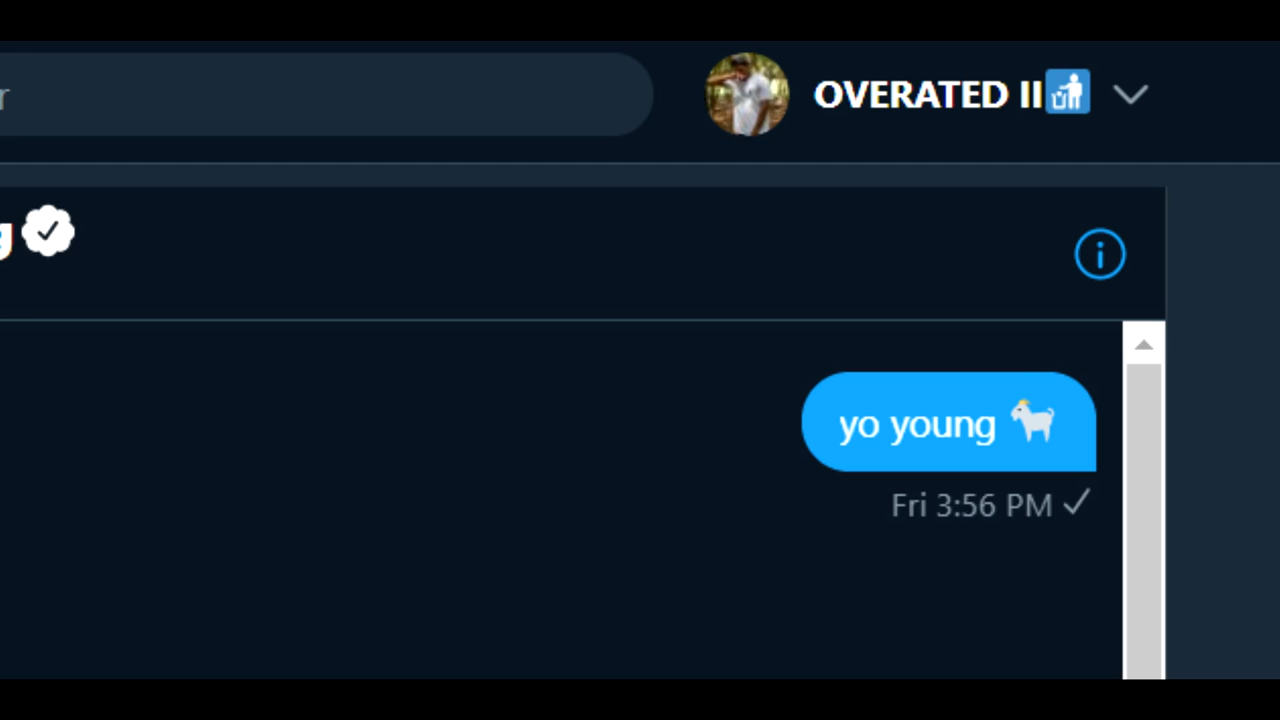 r
OVERATED II🚮
g
yo young 🐐
Fri 3:56 PM ✓